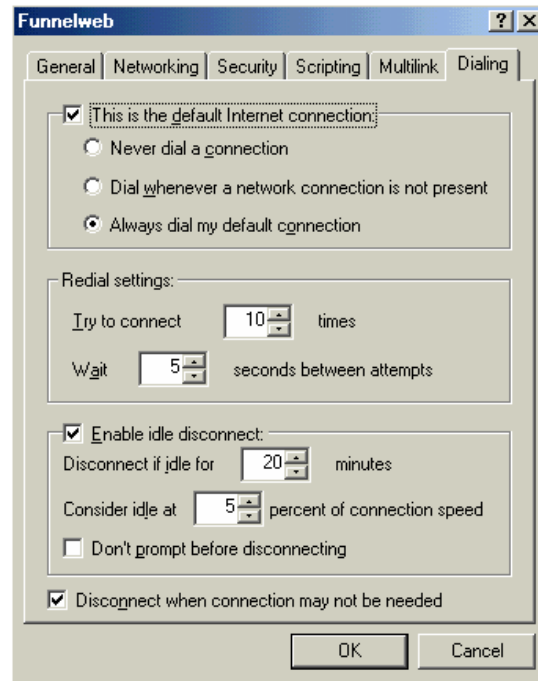 Funnelweb
General Networking Security Scripting Multilink Dialing
This is the default Internet connection:
Never dial a connection
Dial whenever a network connection is not present
Always dial my default connection
Redial settings:
Try to connect 10 times
Wait 5 seconds between attempts
Enable idle disconnect:
Disconnect if idle for 20 minutes
Consider idle at 5 percent of connection speed
Don't prompt before disconnecting
Disconnect when connection may not be needed
OK Cancel